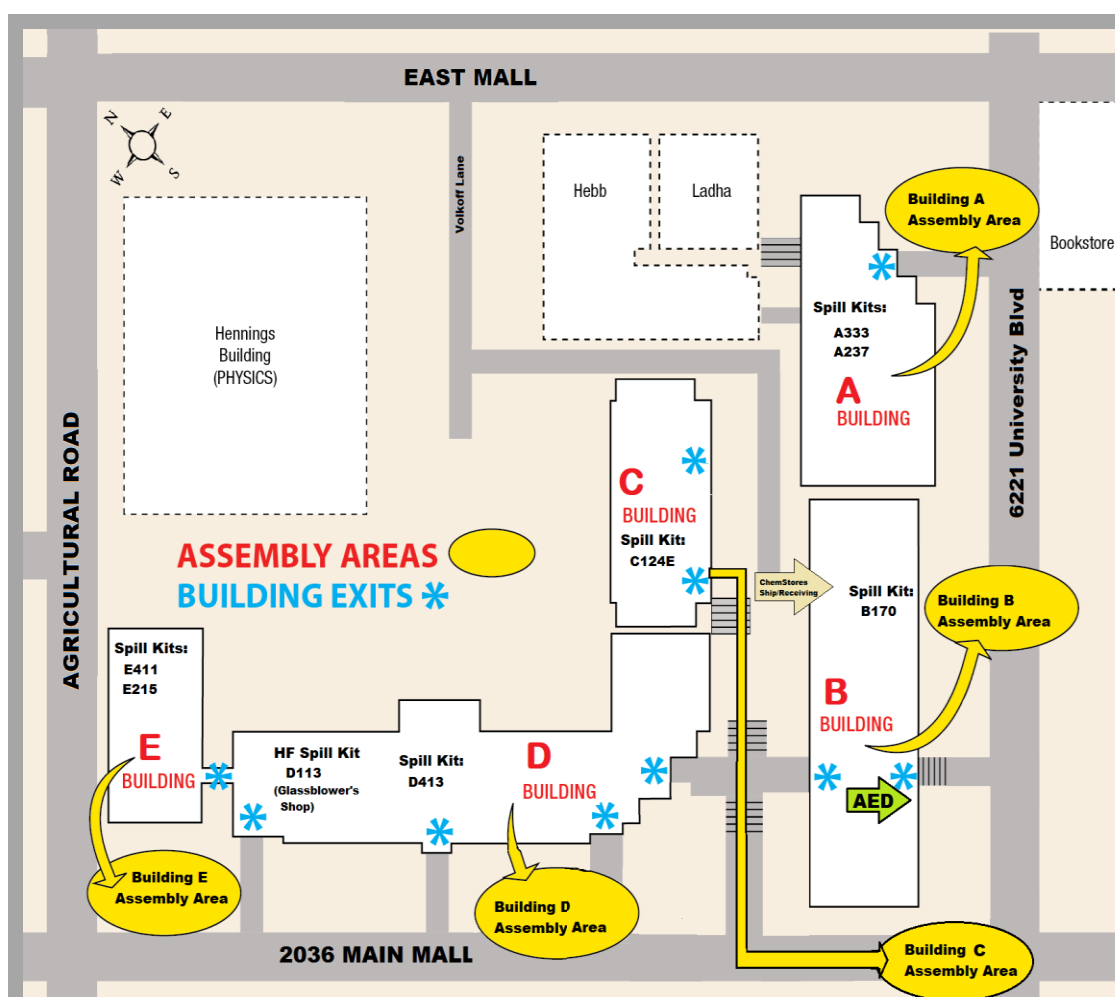 EAST MALL
N
E
W
S
Volkoff Lane
Hebb
Ladha
Building A
Assembly Area
Bookstore
Hennings
Building
(PHYSICS)
Spill Kits:
A333
A237
A
BUILDING
6221 University Blvd
AGRICULTURAL ROAD
C
BUILDING
Spill Kit:
C124E
ASSEMBLY AREAS
BUILDING EXITS
ChemStores
Ship/Receiving
Spill Kit:
B170
Building B
Assembly Area
B
BUILDING
AED
Spill Kits:
E411
E215
E
BUILDING
HF Spill Kit
D113
(Glassblower's
Shop)
Spill Kit:
D413
D
BUILDING
Building E
Assembly Area
Building D
Assembly Area
2036 MAIN MALL
Building C
Assembly Area